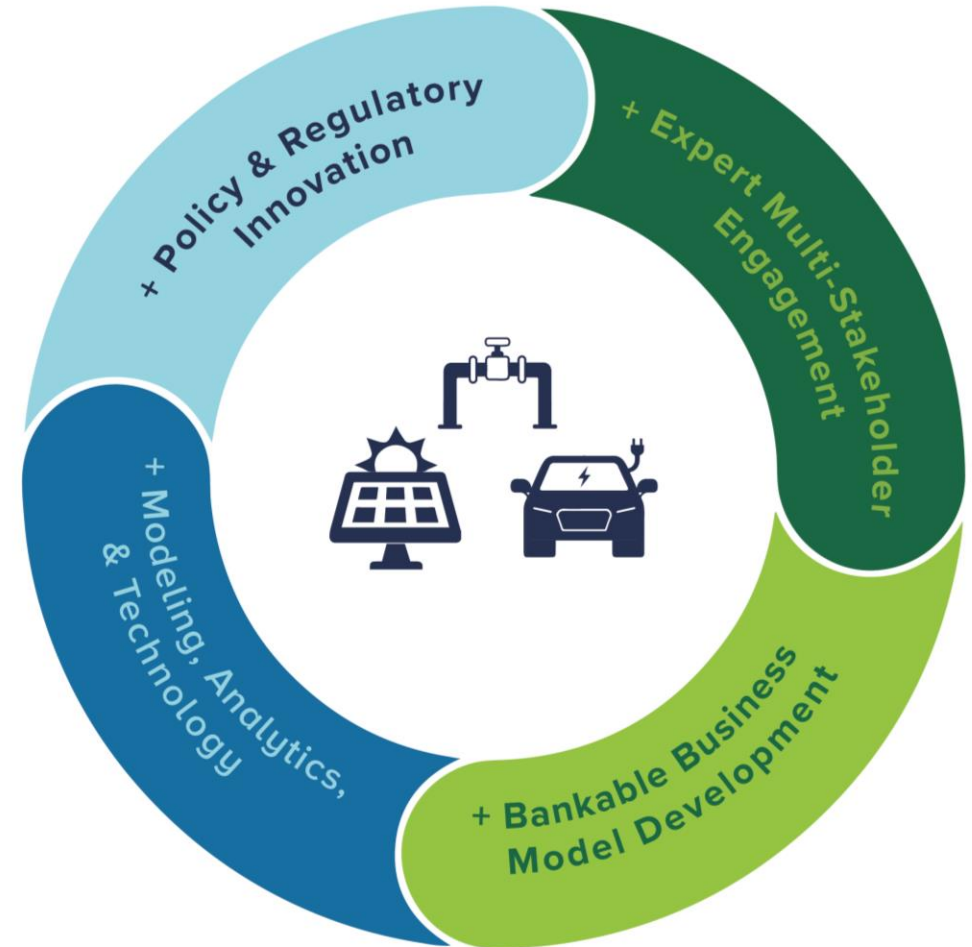 + Policy & Regulatory
Innovation
+ Expert Multi-Stakeholder
Engagement
+ Modeling, Analytics,
& Technology
+ Bankable Business
Model Development